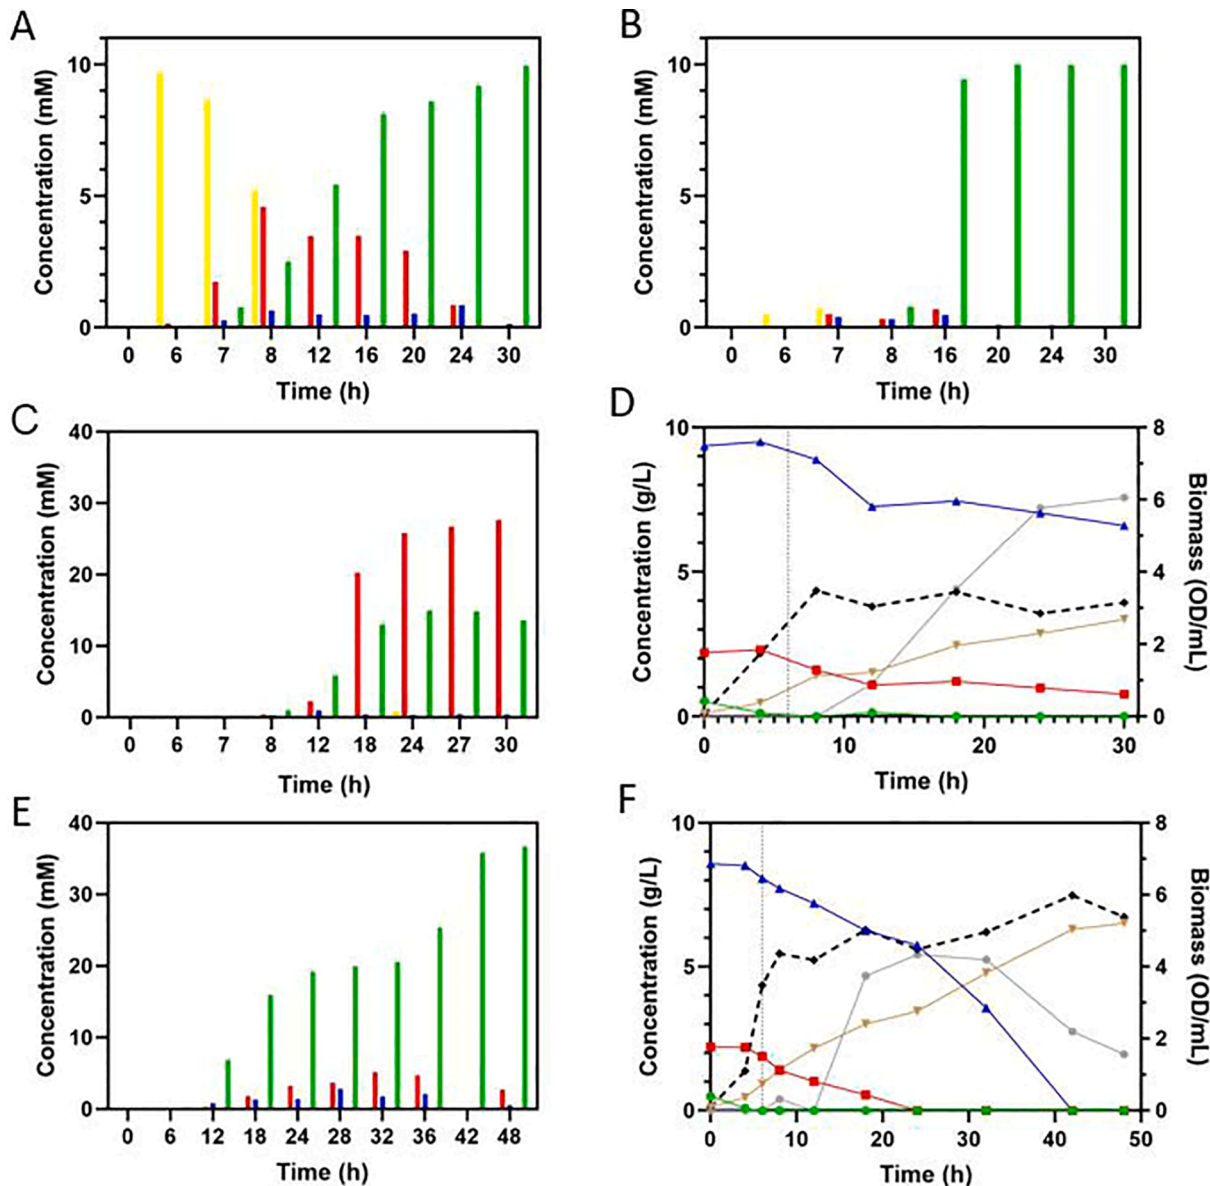 A
Concentration (mM)
10
5
0
0 6 7 8 12 16 20 24 30
Time (h)
B
Concentration (mM)
10
5
0
0 6 7 8 16 20 24 30
Time (h)
C
Concentration (mM)
40
30
20
10
0
0 6 7 8 12 18 24 27 30
Time (h)
D
Concentration (g/L)
10
5
0
8
6
4
2
0
Biomass (OD/mL)
0 10 20 30
Time (h)
E
Concentration (mM)
40
30
20
10
0
0 6 12 18 24 28 32 36 42 48
Time (h)
F
Concentration (g/L)
10
5
0
8
6
4
2
0
Biomass (OD/mL)
0 10 20 30 40 50
Time (h)